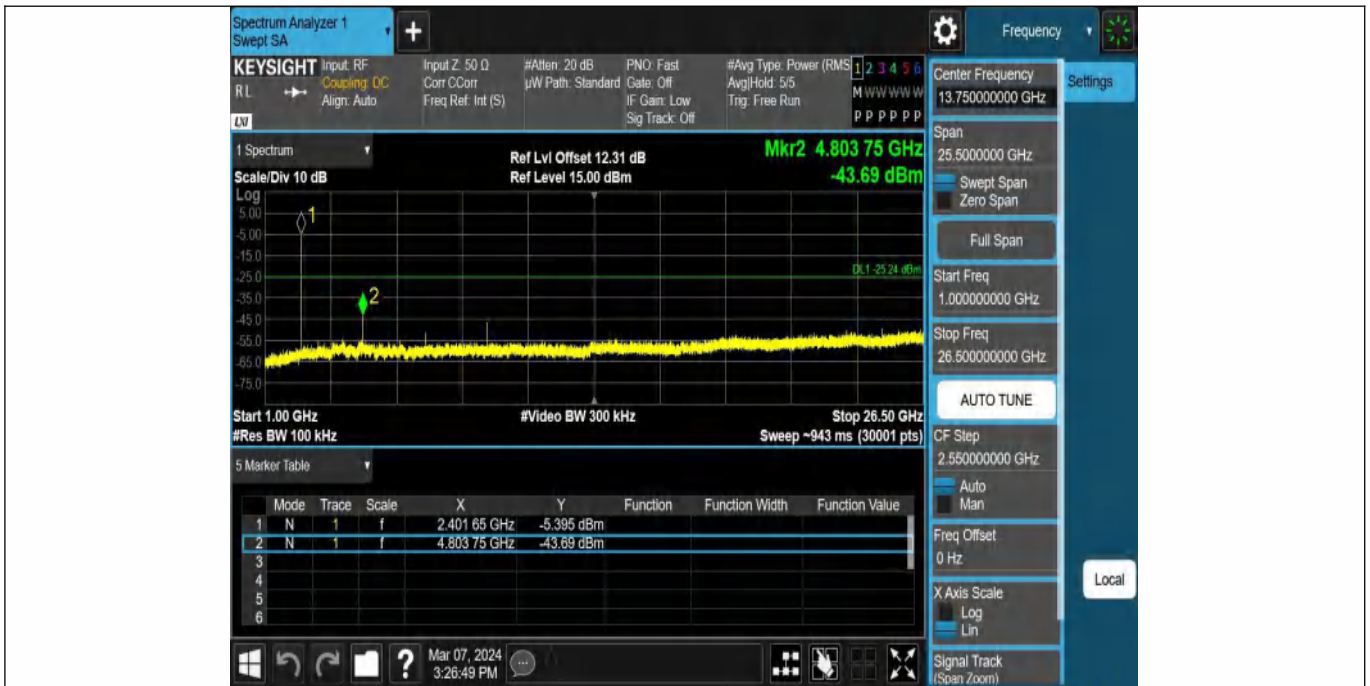 Spectrum Analyzer 1
Swept SA
+
Frequency
KEYSIGHT
RL
LXI
Input: RF
Coupling: DC
Align: Auto
Input Z: 50 Ω
Corr CCorr
Freq Ref: Int (S)
#Atten: 20 dB
µW Path: Standard
PNO: Fast
Gate: Off
IF Gain: Low
Sig Track: Off
#Avg Type: Power (RMS
Avg|Hold: 5/5
Trig: Free Run
1 2 3 4 5 6
M W W W W W
P P P P P P
1 Spectrum
Scale/Div 10 dB
Ref Lvl Offset 12.31 dB
Ref Level 15.00 dBm
Mkr2 4.803 75 GHz
-43.69 dBm
Log
5.00
-5.00
-15.0
-25.0
-35.0
-45.0
-55.0
-65.0
-75.0
1
2
DL1 -25.24 dBm
Start 1.00 GHz
#Video BW 300 kHz
Stop 26.50 GHz
#Res BW 100 kHz
Sweep ~943 ms (30001 pts)
5 Marker Table
Mode Trace Scale X Y Function Function Width Function Value
1 N 1 f 2.401 65 GHz -5.395 dBm
2 N 1 f 4.803 75 GHz -43.69 dBm
3
4
5
6
?
Mar 07, 2024
3:26:49 PM
Center Frequency
13.750000000 GHz
Settings
Span
25.5000000 GHz
Swept Span
Zero Span
Full Span
Start Freq
1.000000000 GHz
Stop Freq
26.500000000 GHz
AUTO TUNE
CF Step
2.550000000 GHz
Auto
Man
Freq Offset
0 Hz
X Axis Scale
Log
Lin
Local
Signal Track
(Span Zoom)